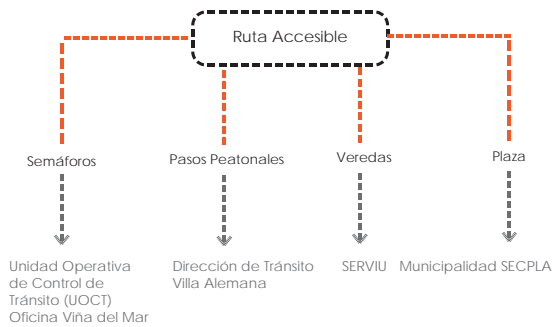 Ruta Accesible
Semáforos
Pasos Peatonales
Veredas
Plaza
Unidad Operativa
de Control de
Tránsito (UOCT)
Oficina Viña del Mar
Dirección de Tránsito
Villa Alemana
SERVIU
Municipalidad SECPLA